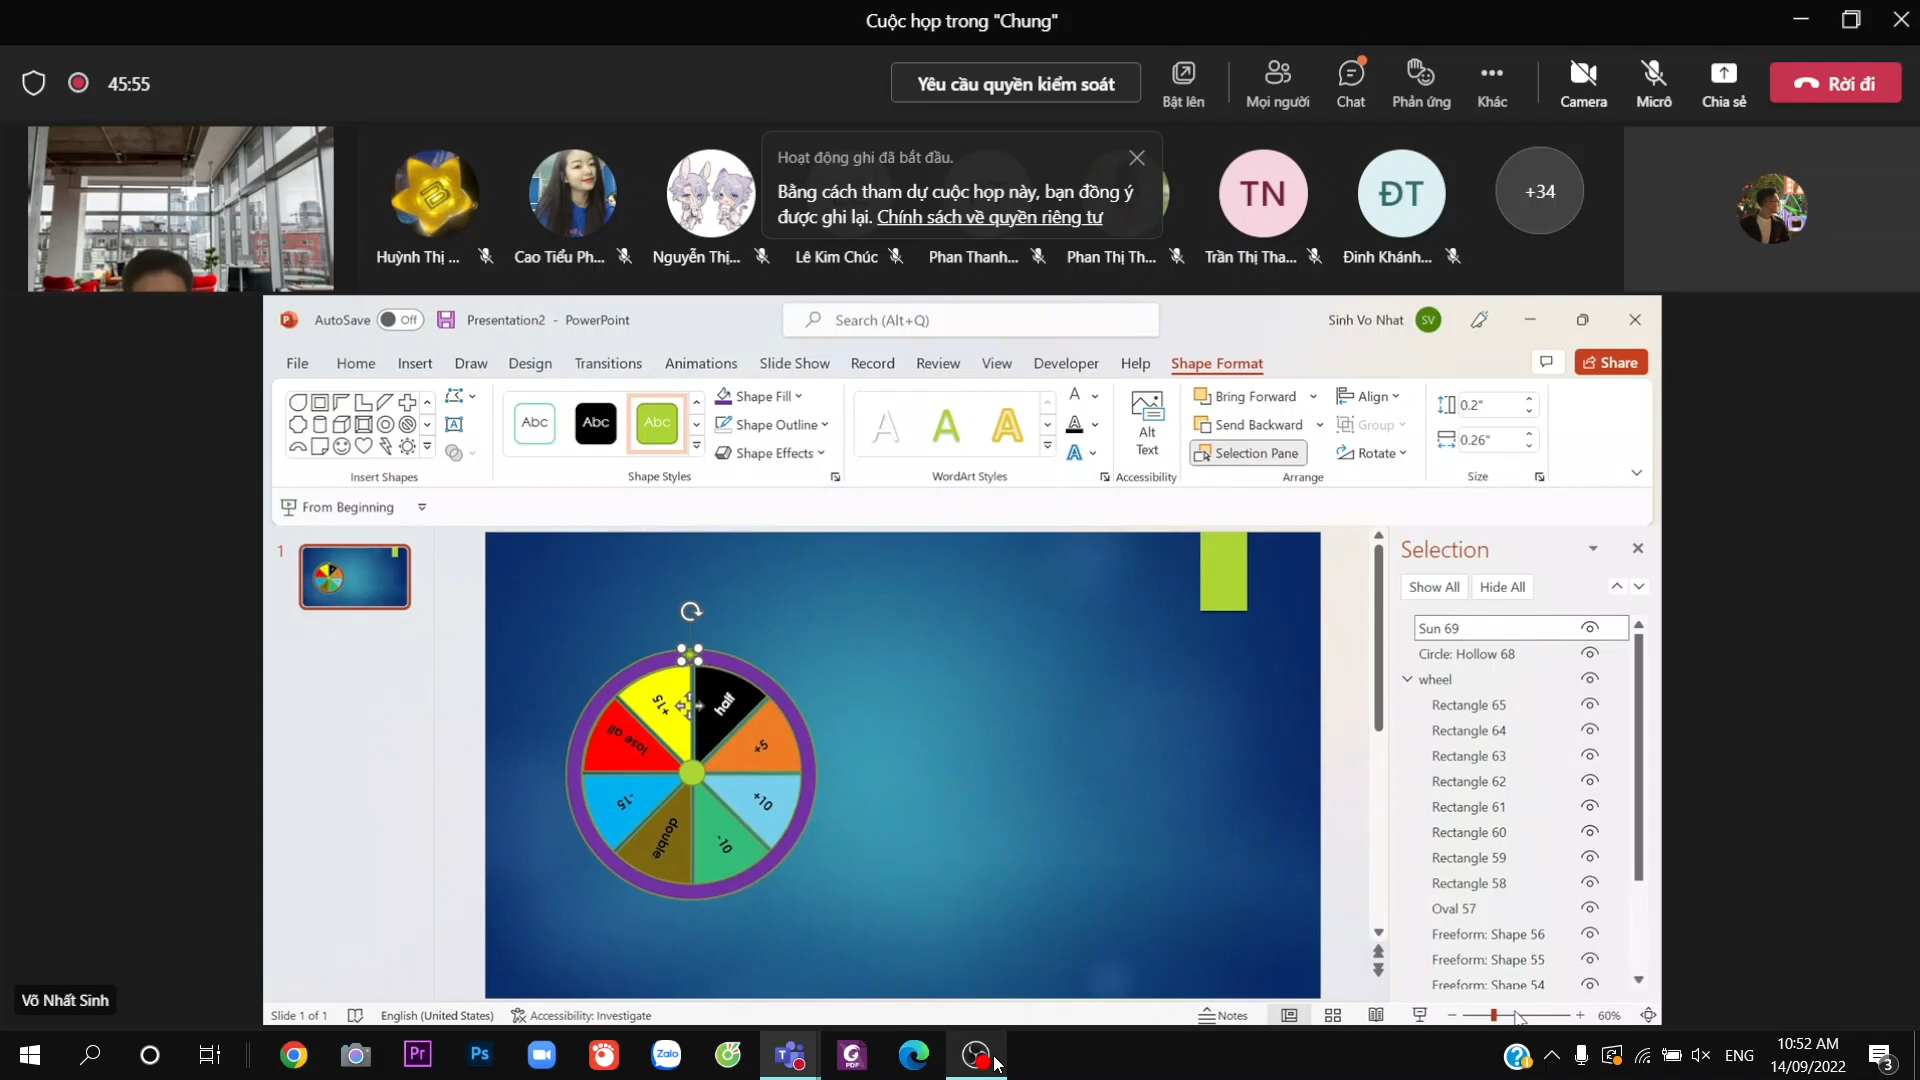 Cuộc họp trong "Chung"
45:55
Yêu cầu quyền kiểm soát
Bật lên
Mọi người
Chat
Phản ứng
Khác
Camera
Micrô
Chia sẻ
Rời đi
Hoạt động ghi đã bắt đầu.
Bằng cách tham dự cuộc họp này, bạn đồng ý
được ghi lại. Chính sách về quyền riêng tư
TN
ĐT
+34
Huỳnh Thị ...
Cao Tiểu Ph...
Nguyễn Thị...
Lê Kim Chúc
Phan Thanh...
Phan Thị Th...
Trần Thị Tha...
Đinh Khánh...
AutoSave Off
Presentation2 - PowerPoint
Search (Alt+Q)
Sinh Vo Nhat
SV
File Home Insert Draw Design Transitions Animations Slide Show Record Review View Developer Help Shape Format
Share
Abc Abc Abc
Shape Fill
Shape Outline
Shape Effects
A A A
A
A
A
Alt
Text
Bring Forward
Send Backward
Selection Pane
Align
Group
Rotate
0.2"
0.26"
Insert Shapes
Shape Styles
WordArt Styles
Accessibility
Arrange
Size
From Beginning
1
+15
half
+5
+10
-10
double
-15
lose all
Selection
Show All
Hide All
Sun 69
Circle: Hollow 68
wheel
Rectangle 65
Rectangle 64
Rectangle 63
Rectangle 62
Rectangle 61
Rectangle 60
Rectangle 59
Rectangle 58
Oval 57
Freeform: Shape 56
Freeform: Shape 55
Freeform: Shape 54
Võ Nhất Sinh
Slide 1 of 1
English (United States)
Accessibility: Investigate
Notes
60%
Pr
Ps
Zalo
PDF
ENG
10:52 AM
14/09/2022
3